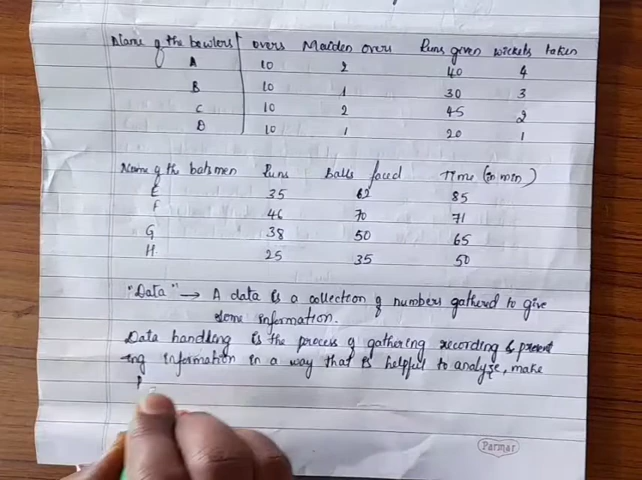 Name of the bowlers overs Maiden overs Runs given wickets taken
A 10 2 40 4
B 10 1 30 3
C 10 2 45 2
D 10 1 20 1
Name of the batsmen Runs Balls faced Time (in min)
E 35 62 85
F 46 70 71
G 38 50 65
H. 25 35 50
"Data" → A data is a collection of numbers gathered to give
some information.
Data handling is the process of gathering recording & present
ing information in a way that is helpful to analyze, make
Parmar